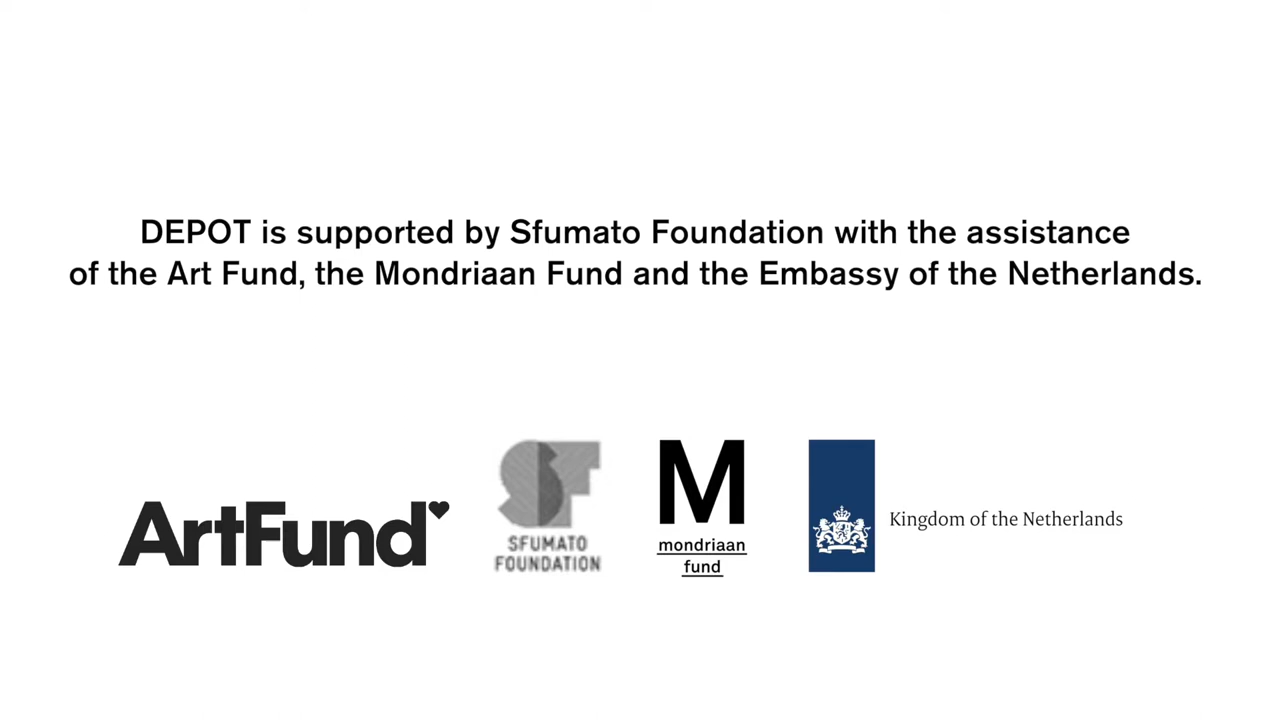 DEPOT is supported by Sfumato Foundation with the assistance
of the Art Fund, the Mondriaan Fund and the Embassy of the Netherlands.
ArtFund
SF
SFUMATO
FOUNDATION
M
mondriaan
fund
Kingdom of the Netherlands